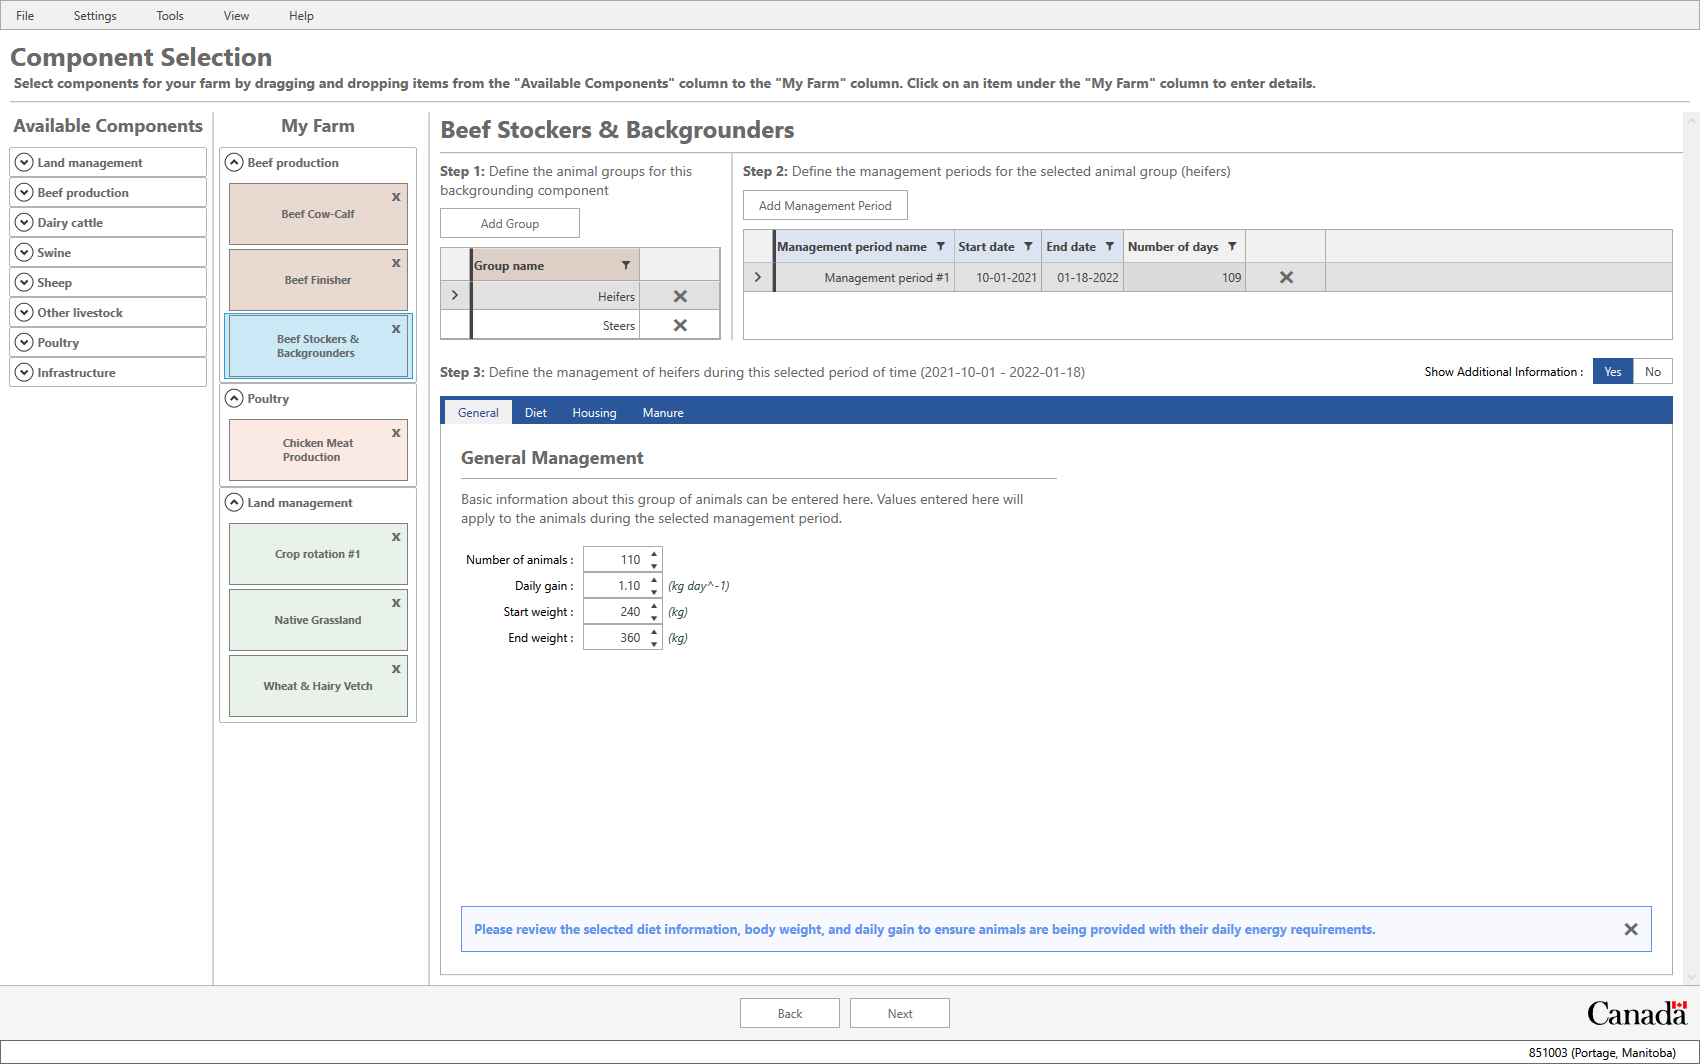 File Settings Tools View Help
Component Selection
Select components for your farm by dragging and dropping items from the "Available Components" column to the "My Farm" column. Click on an item under the "My Farm" column to enter details.
Available Components
Land management
Beef production
Dairy cattle
Swine
Sheep
Other livestock
Poultry
Infrastructure
My Farm
Beef production
Beef Cow-Calf
x
Beef Finisher
x
Beef Stockers &
Backgrounders
x
Poultry
Chicken Meat
Production
x
Land management
Crop rotation #1
x
Native Grassland
x
Wheat & Hairy Vetch
x
Beef Stockers & Backgrounders
Step 1: Define the animal groups for this
backgrounding component
Add Group
Group name
Heifers
Steers
Step 2: Define the management periods for the selected animal group (heifers)
Add Management Period
Management period name Start date End date Number of days
Management period #1 10-01-2021 01-18-2022 109
Step 3: Define the management of heifers during this selected period of time (2021-10-01 - 2022-01-18)
Show Additional Information : Yes No
General Diet Housing Manure
General Management
Basic information about this group of animals can be entered here. Values entered here will
apply to the animals during the selected management period.
Number of animals : 110
Daily gain : 1.10 (kg day^-1)
Start weight : 240 (kg)
End weight : 360 (kg)
Please review the selected diet information, body weight, and daily gain to ensure animals are being provided with their daily energy requirements.
Back Next
Canada
851003 (Portage, Manitoba)